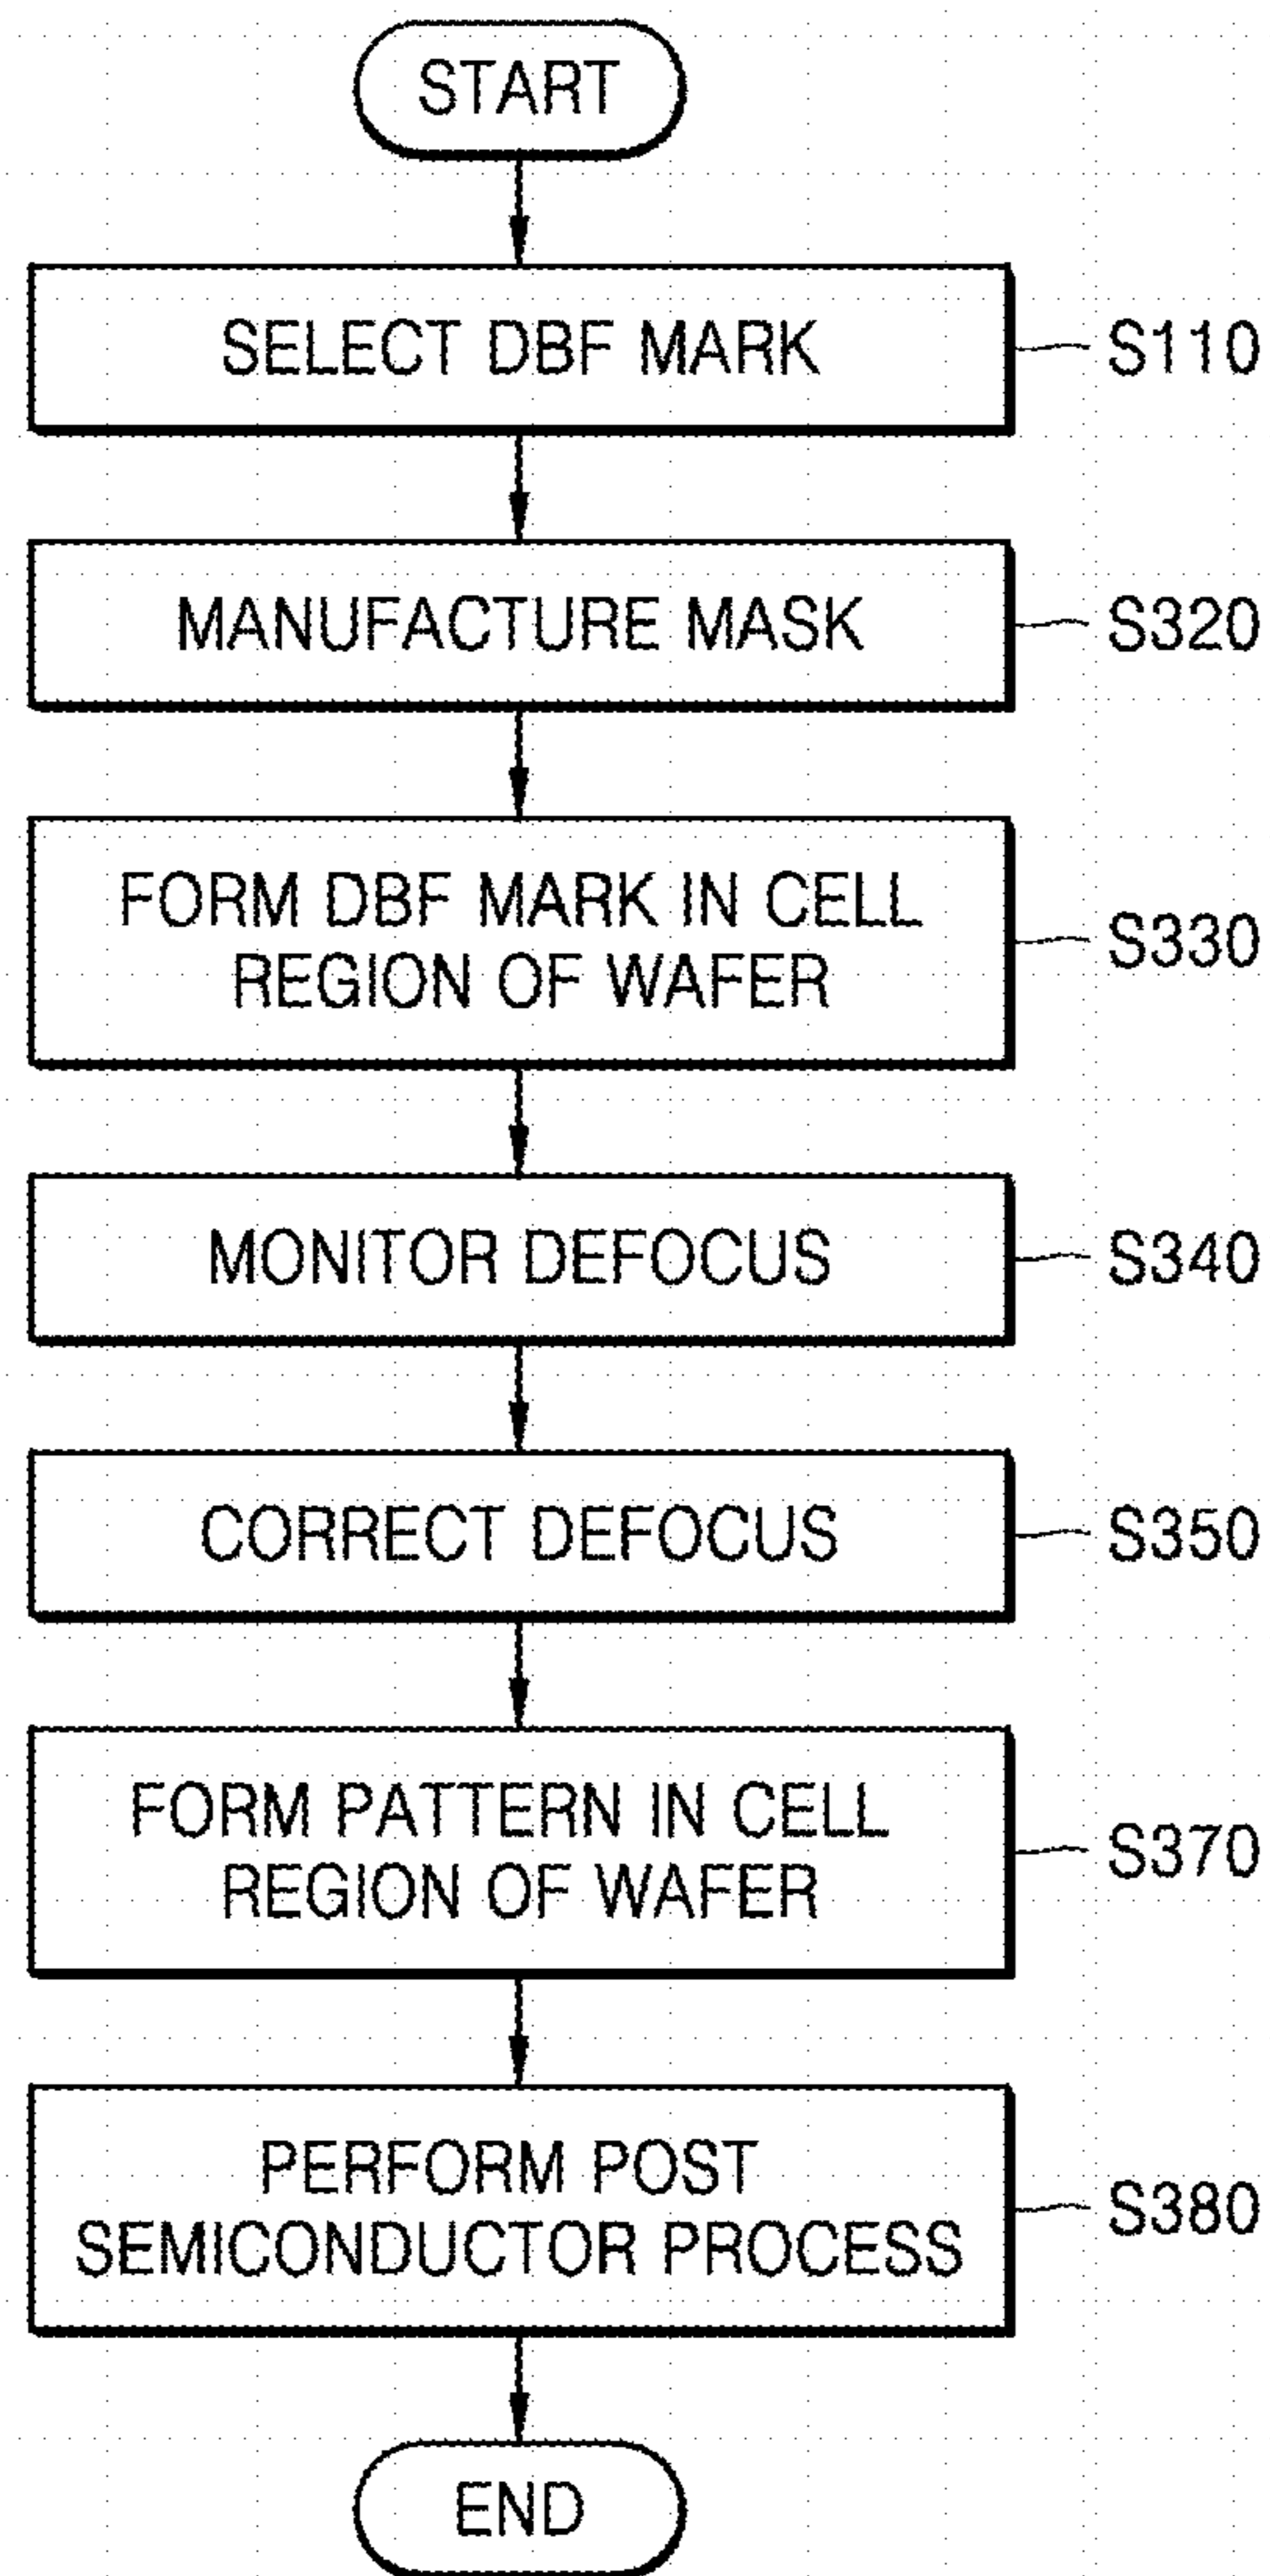 START
SELECT DBF MARK
S110
MANUFACTURE MASK
S320
FORM DBF MARK IN CELL
REGION OF WAFER
S330
MONITOR DEFOCUS
S340
CORRECT DEFOCUS
S350
FORM PATTERN IN CELL
REGION OF WAFER
S370
PERFORM POST
SEMICONDUCTOR PROCESS
S380
END